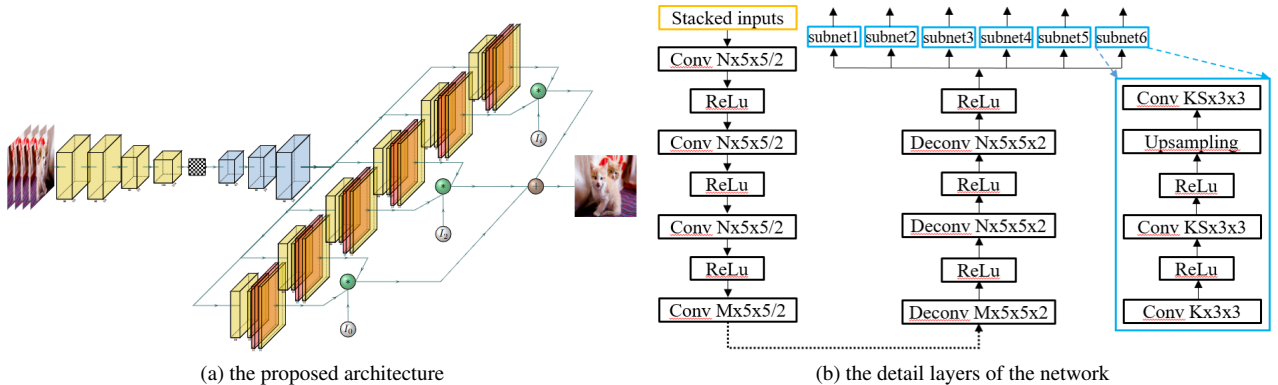 I₁
I₂
I₀
+
(a) the proposed architecture
Stacked inputs
Conv Nx5x5/2
ReLu
Conv Nx5x5/2
ReLu
Conv Nx5x5/2
ReLu
Conv Mx5x5/2
subnet1 subnet2 subnet3 subnet4 subnet5 subnet6
ReLu
Deconv Nx5x5x2
ReLu
Deconv Nx5x5x2
ReLu
Deconv Mx5x5x2
Conv KSx3x3
Upsampling
ReLu
Conv KSx3x3
ReLu
Conv Kx3x3
(b) the detail layers of the network